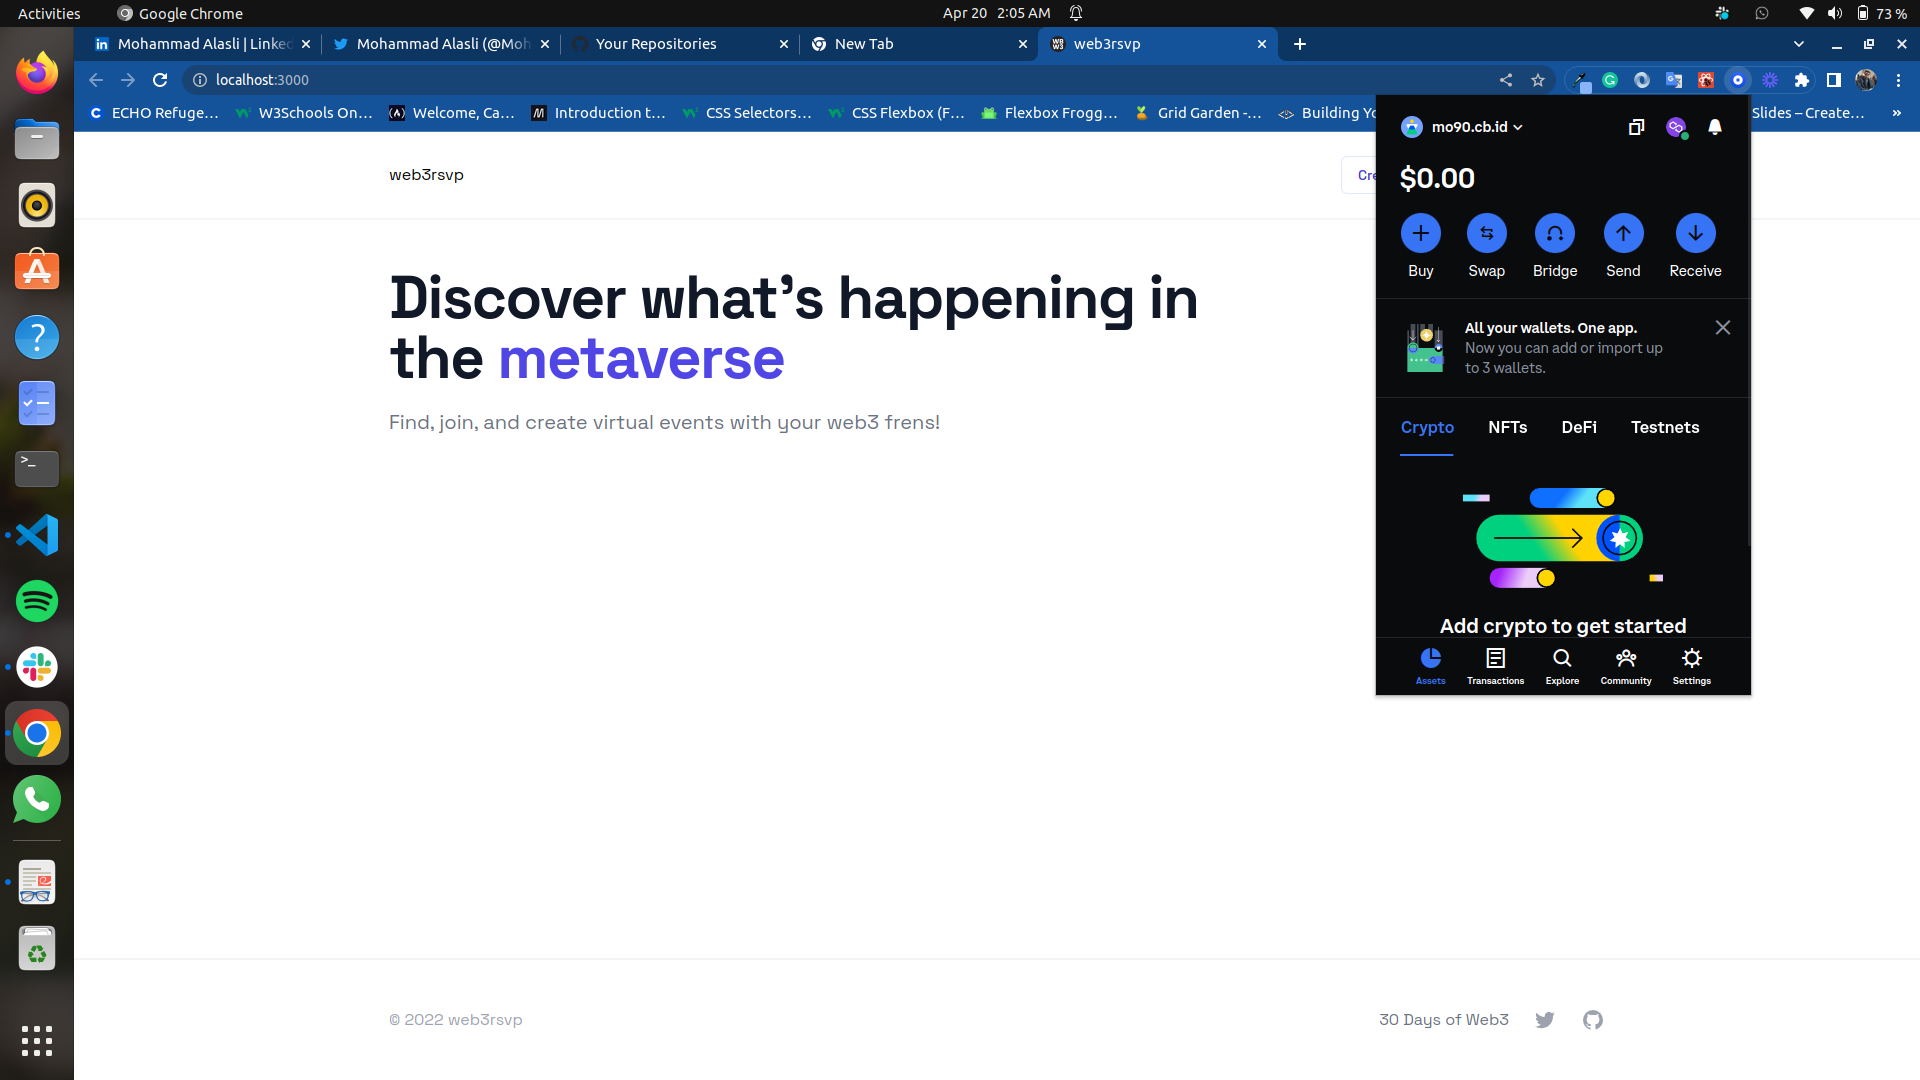 Activities
Google Chrome
Apr 20 2:05 AM
73 %
Mohammad Alasli | Linke
Mohammad Alasli (@Moh
Your Repositories
New Tab
web3rsvp
localhost:3000
ECHO Refuge…
W3Schools On…
Welcome, Ca…
Introduction t…
CSS Selectors…
CSS Flexbox (F…
Flexbox Frogg…
Grid Garden -…
Building Yo
Slides – Create…
»
web3rsvp
Cre
Discover what's happening in
the metaverse
Find, join, and create virtual events with your web3 frens!
mo90.cb.id
$0.00
Buy
Swap
Bridge
Send
Receive
All your wallets. One app.
Now you can add or import up
to 3 wallets.
Crypto
NFTs
DeFi
Testnets
Add crypto to get started
Assets
Transactions
Explore
Community
Settings
© 2022 web3rsvp
30 Days of Web3